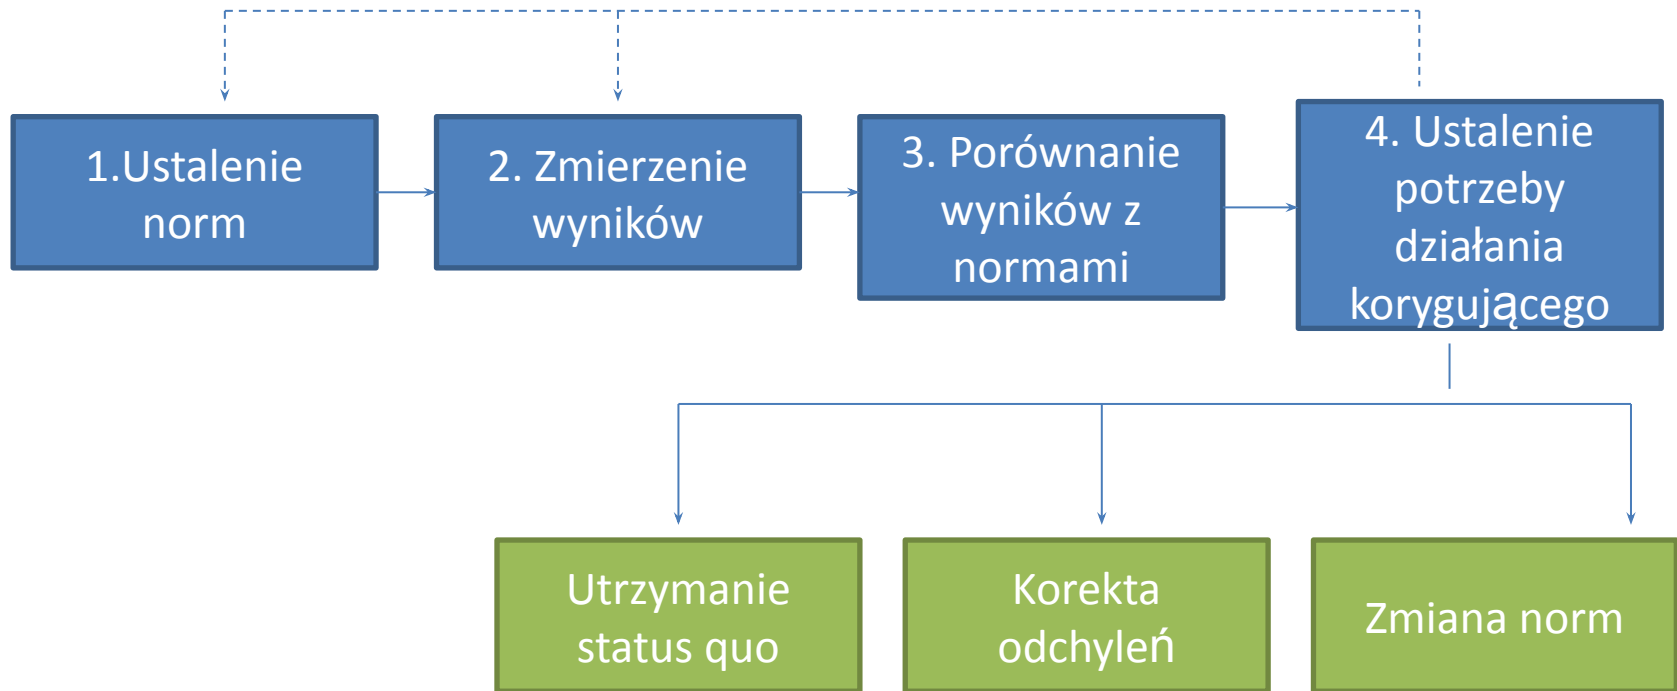 1.Ustalenie
norm
2. Zmierzenie
wyników
3. Porównanie
wyników z
normami
4. Ustalenie
potrzeby
działania
korygującego
Utrzymanie
status quo
Korekta
odchyleń
Zmiana norm